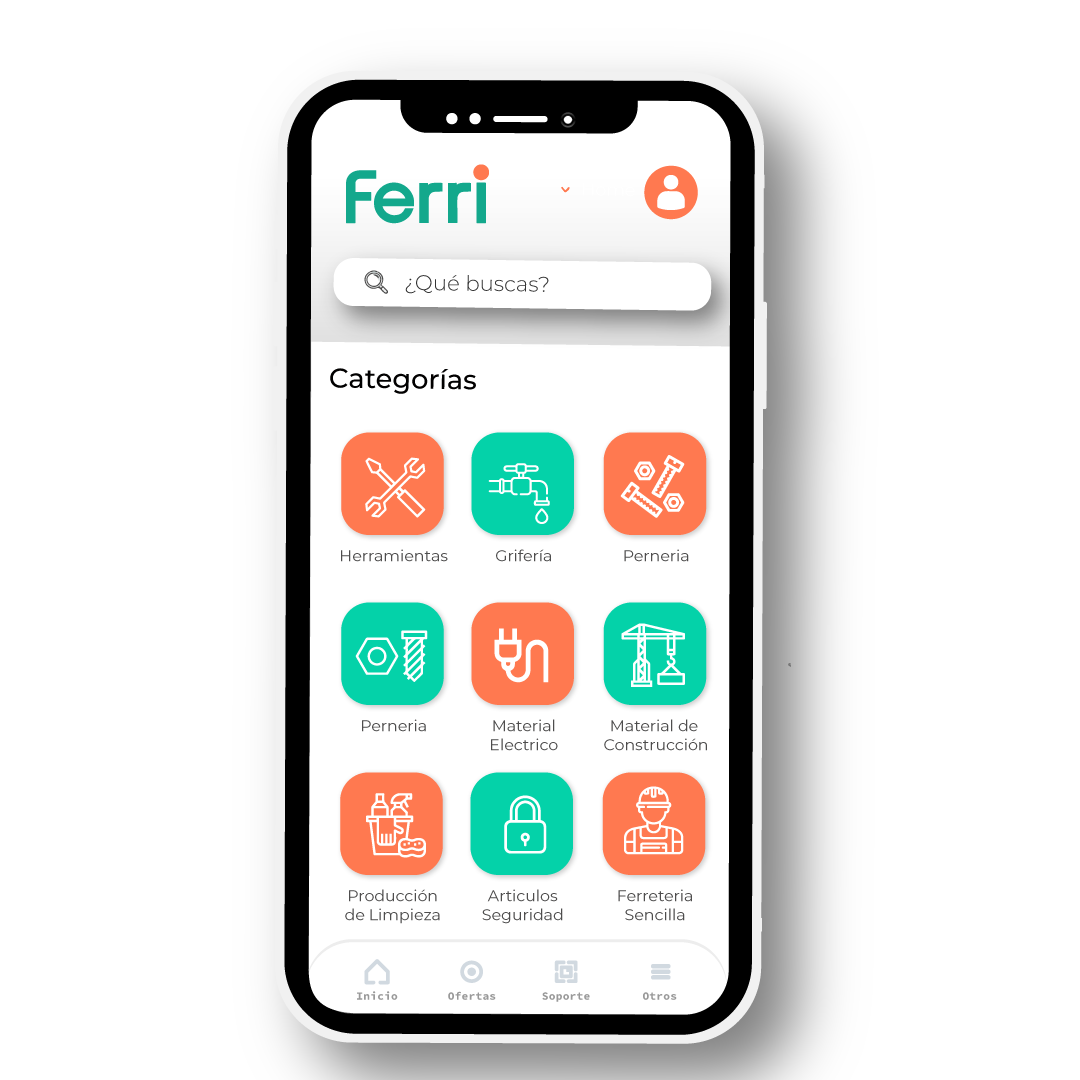 Ferri
¿Qué buscas?
Categorías
Herramientas
Grifería
Perneria
Perneria
Material
Electrico
Material de
Construcción
Producción
de Limpieza
Articulos
Seguridad
Ferreteria
Sencilla
Inicio
Ofertas
Soporte
Otros